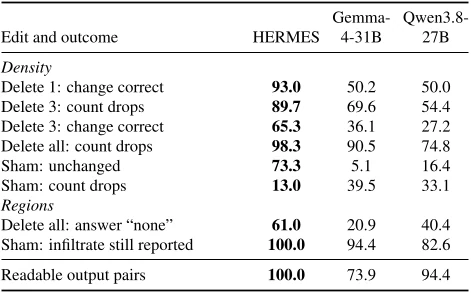 Gemma- Qwen3.8-
Edit and outcome HERMES 4-31B 27B
Density
Delete 1: change correct 93.0 50.2 50.0
Delete 3: count drops 89.7 69.6 54.4
Delete 3: change correct 65.3 36.1 27.2
Delete all: count drops 98.3 90.5 74.8
Sham: unchanged 73.3 5.1 16.4
Sham: count drops 13.0 39.5 33.1
Regions
Delete all: answer “none” 61.0 20.9 40.4
Sham: infiltrate still reported 100.0 94.4 82.6
Readable output pairs 100.0 73.9 94.4